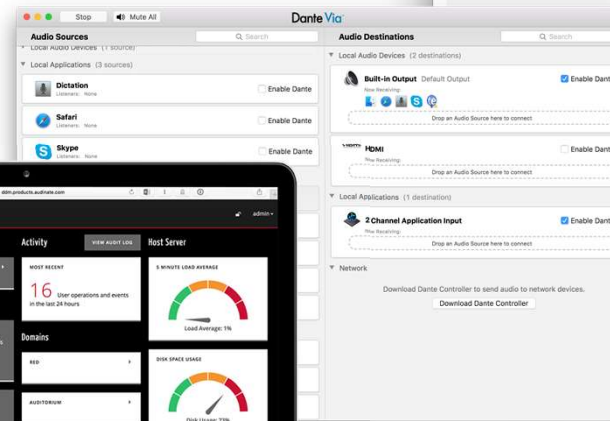 Stop
Mute All
Dante Via
Audio Sources
Search
Local Audio Devices (1 source)
Local Applications (3 sources)
Dictation
Listeners: None
Enable Dante
Safari
Listeners: None
Enable Dante
Skype
Listeners: None
Enable Dante
Audio Destinations
Search
Local Audio Devices (2 destinations)
Built-in Output Default Output
Now Receiving:
Enable Dante
Drop an Audio Source here to connect
HDMI
Now Receiving:
Enable Dante
Drop an Audio Source here to connect
Local Applications (1 destination)
2 Channel Application Input
Now Receiving:
Enable Dante
Drop an Audio Source here to connect
Network
Download Dante Controller to send audio to network devices.
Download Dante Controller
ddm.products.audinate.com
admin
Activity
VIEW AUDIT LOG
Host Server
MOST RECENT
16 User operations and events
in the last 24 hours
5 MINUTE LOAD AVERAGE
Load Average: 1%
Domains
RED
AUDITORIUM
DISK SPACE USAGE
Disk Usage: 73%